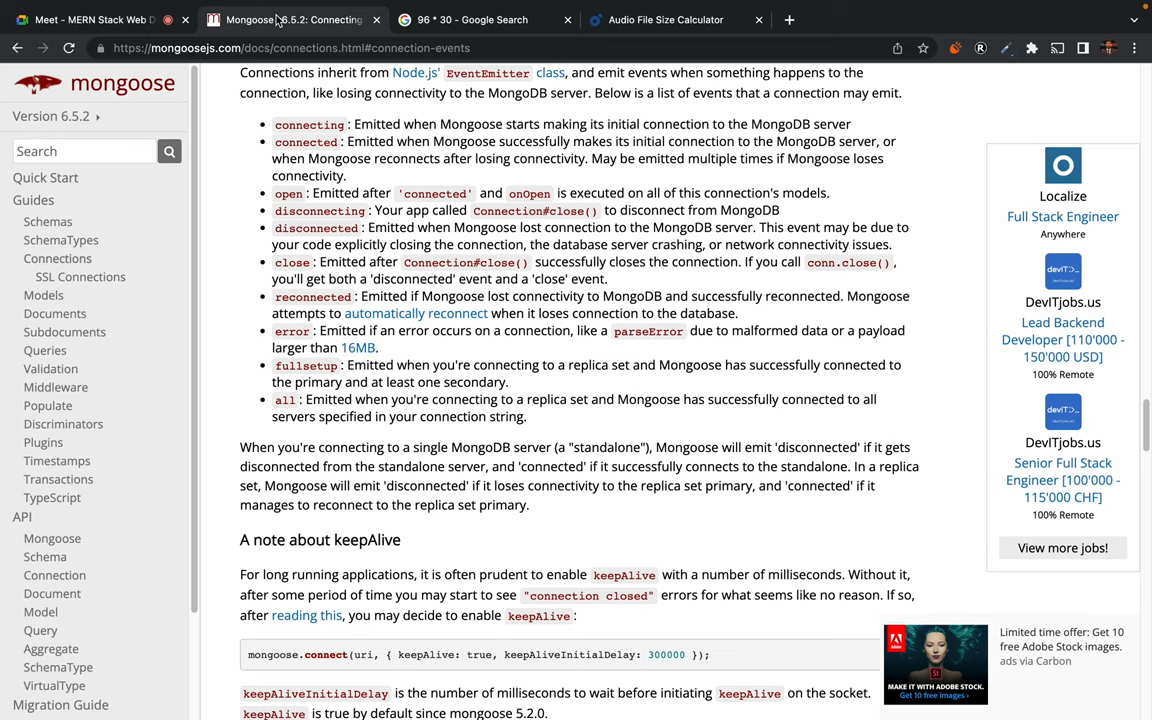 Meet - MERN Stack Web D
Mongoose v6.5.2: Connecting
96 * 30 - Google Search
Audio File Size Calculator
https://mongoosejs.com/docs/connections.html#connection-events
mongoose
Version 6.5.2
Search
Quick Start
Guides
Schemas
SchemaTypes
Connections
SSL Connections
Models
Documents
Subdocuments
Queries
Validation
Middleware
Populate
Discriminators
Plugins
Timestamps
Transactions
TypeScript
API
Mongoose
Schema
Connection
Document
Model
Query
Aggregate
SchemaType
VirtualType
Migration Guide
Connections inherit from Node.js' EventEmitter class, and emit events when something happens to the
connection, like losing connectivity to the MongoDB server. Below is a list of events that a connection may emit.
connecting: Emitted when Mongoose starts making its initial connection to the MongoDB server
connected: Emitted when Mongoose successfully makes its initial connection to the MongoDB server, or
when Mongoose reconnects after losing connectivity. May be emitted multiple times if Mongoose loses
connectivity.
open: Emitted after 'connected' and onOpen is executed on all of this connection's models.
disconnecting: Your app called Connection#close() to disconnect from MongoDB
disconnected: Emitted when Mongoose lost connection to the MongoDB server. This event may be due to
your code explicitly closing the connection, the database server crashing, or network connectivity issues.
close: Emitted after Connection#close() successfully closes the connection. If you call conn.close(),
you'll get both a 'disconnected' event and a 'close' event.
reconnected: Emitted if Mongoose lost connectivity to MongoDB and successfully reconnected. Mongoose
attempts to automatically reconnect when it loses connection to the database.
error: Emitted if an error occurs on a connection, like a parseError due to malformed data or a payload
larger than 16MB.
fullsetup: Emitted when you're connecting to a replica set and Mongoose has successfully connected to
the primary and at least one secondary.
all: Emitted when you're connecting to a replica set and Mongoose has successfully connected to all
servers specified in your connection string.
When you're connecting to a single MongoDB server (a "standalone"), Mongoose will emit 'disconnected' if it gets
disconnected from the standalone server, and 'connected' if it successfully connects to the standalone. In a replica
set, Mongoose will emit 'disconnected' if it loses connectivity to the replica set primary, and 'connected' if it
manages to reconnect to the replica set primary.
A note about keepAlive
For long running applications, it is often prudent to enable keepAlive with a number of milliseconds. Without it,
after some period of time you may start to see "connection closed" errors for what seems like no reason. If so,
after reading this, you may decide to enable keepAlive:
mongoose.connect(uri, { keepAlive: true, keepAliveInitialDelay: 300000 });
keepAliveInitialDelay is the number of milliseconds to wait before initiating keepAlive on the socket.
keepAlive is true by default since mongoose 5.2.0.
Localize
Full Stack Engineer
Anywhere
devIT>_
DevITjobs.us
Lead Backend
Developer [110'000 -
150'000 USD]
100% Remote
devIT>_
DevITjobs.us
Senior Full Stack
Engineer [100'000 -
115'000 CHF]
100% Remote
View more jobs!
Adobe
St
MAKE IT WITH ADOBE STOCK.
Get 10 free images ›
Limited time offer: Get 10
free Adobe Stock images.
ads via Carbon